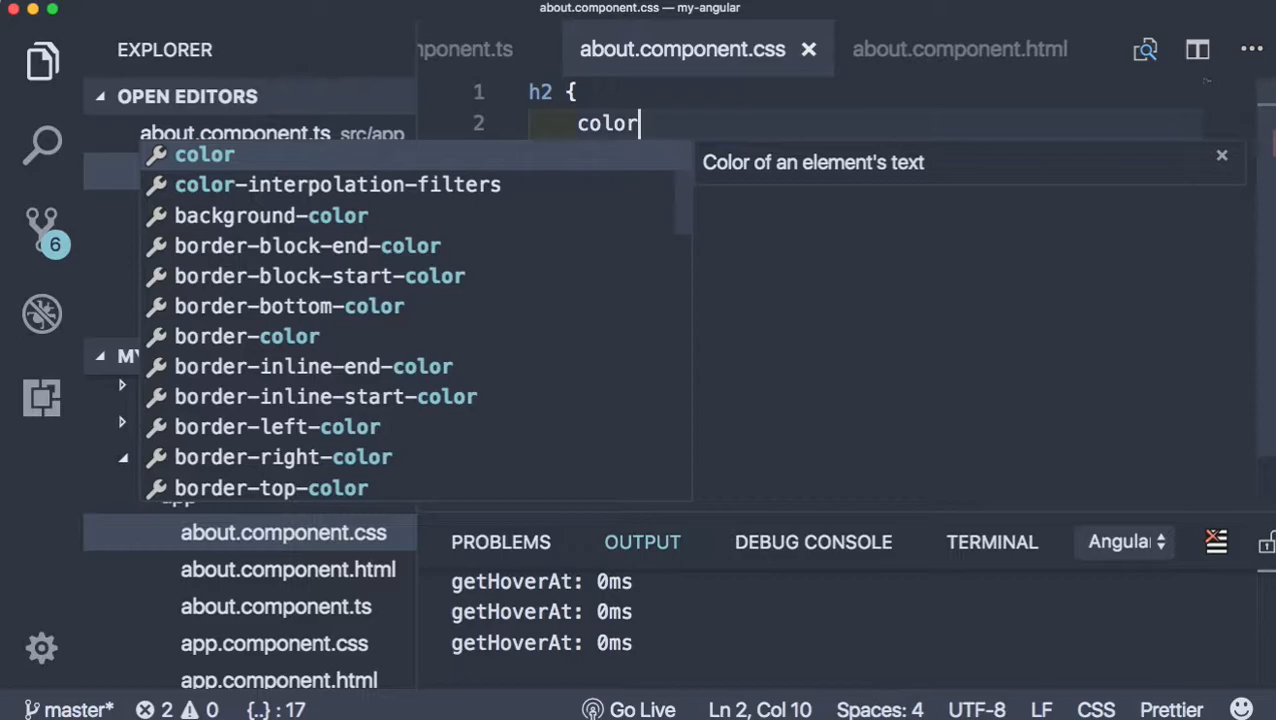 about.component.css — my-angular
EXPLORER
OPEN EDITORS
about.component.ts src/app
MY
app
about.component.css
about.component.html
about.component.ts
app.component.css
app.component.html
6
mponent.ts about.component.css × about.component.html ...
1 h2 {
2 color
color
color-interpolation-filters
background-color
border-block-end-color
border-block-start-color
border-bottom-color
border-color
border-inline-end-color
border-inline-start-color
border-left-color
border-right-color
border-top-color
Color of an element's text ×
PROBLEMS OUTPUT DEBUG CONSOLE TERMINAL Angula
getHoverAt: 0ms
getHoverAt: 0ms
getHoverAt: 0ms
master* 2 0 {..} : 17 Go Live Ln 2, Col 10 Spaces: 4 UTF-8 LF CSS Prettier